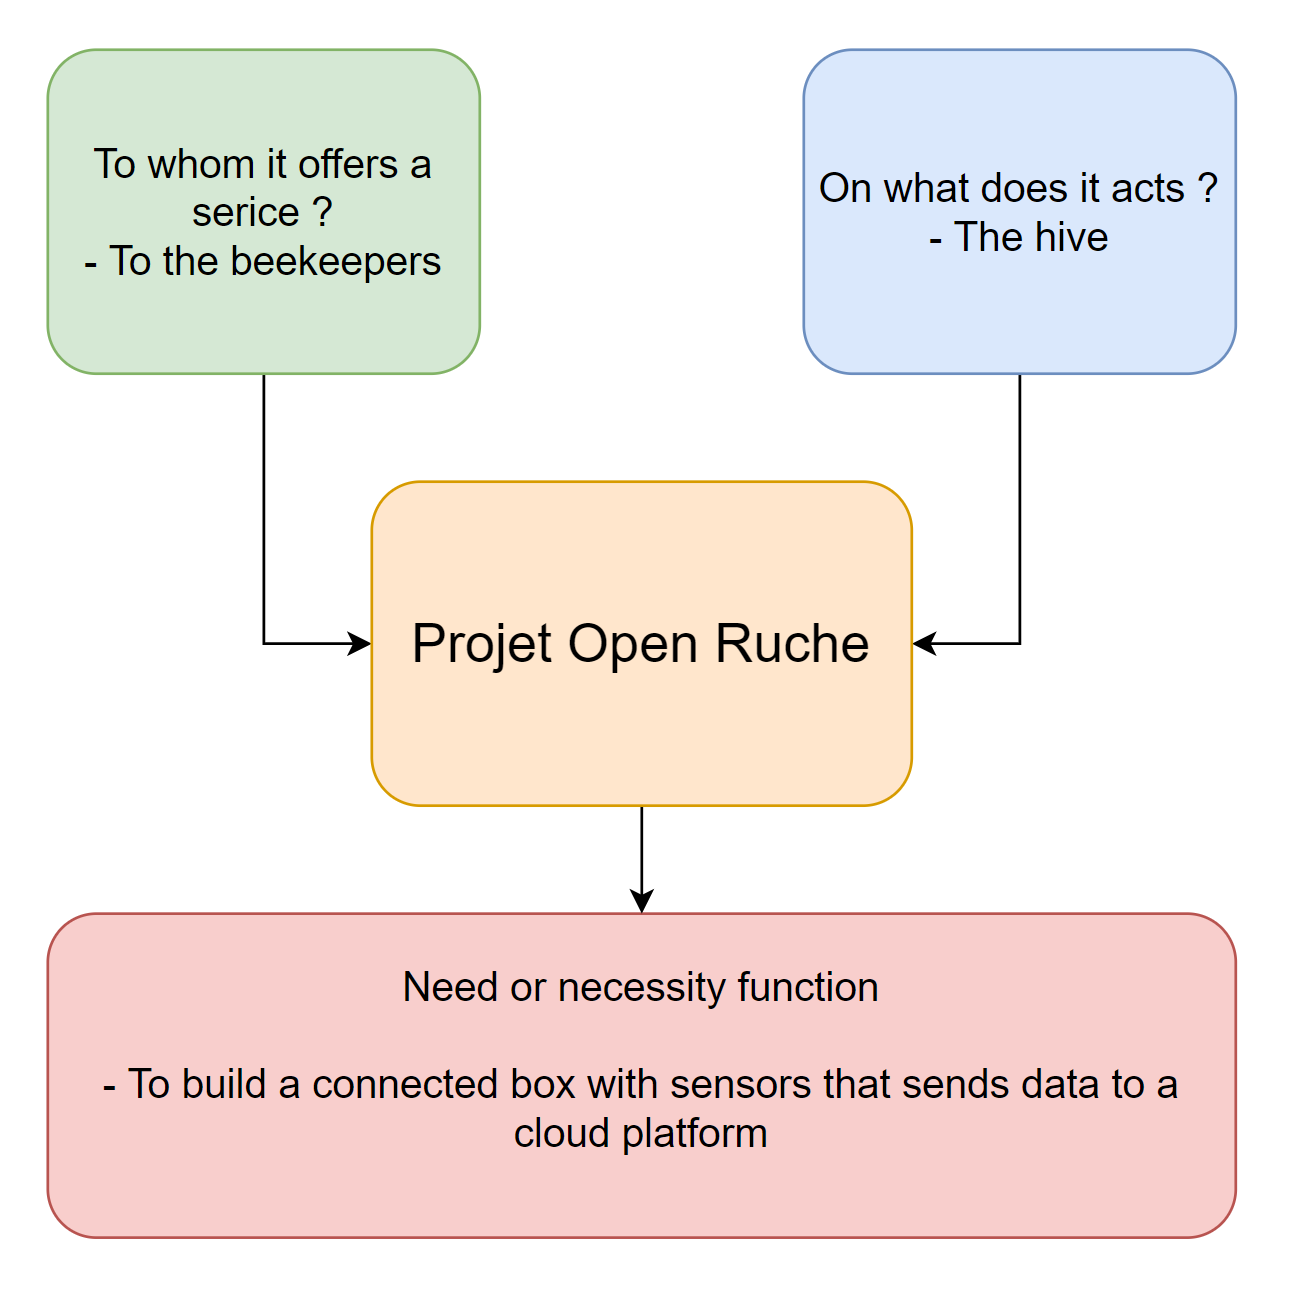 To whom it offers a
serice ?
- To the beekeepers
On what does it acts ?
- The hive
Projet Open Ruche
Need or necessity function
- To build a connected box with sensors that sends data to a
cloud platform